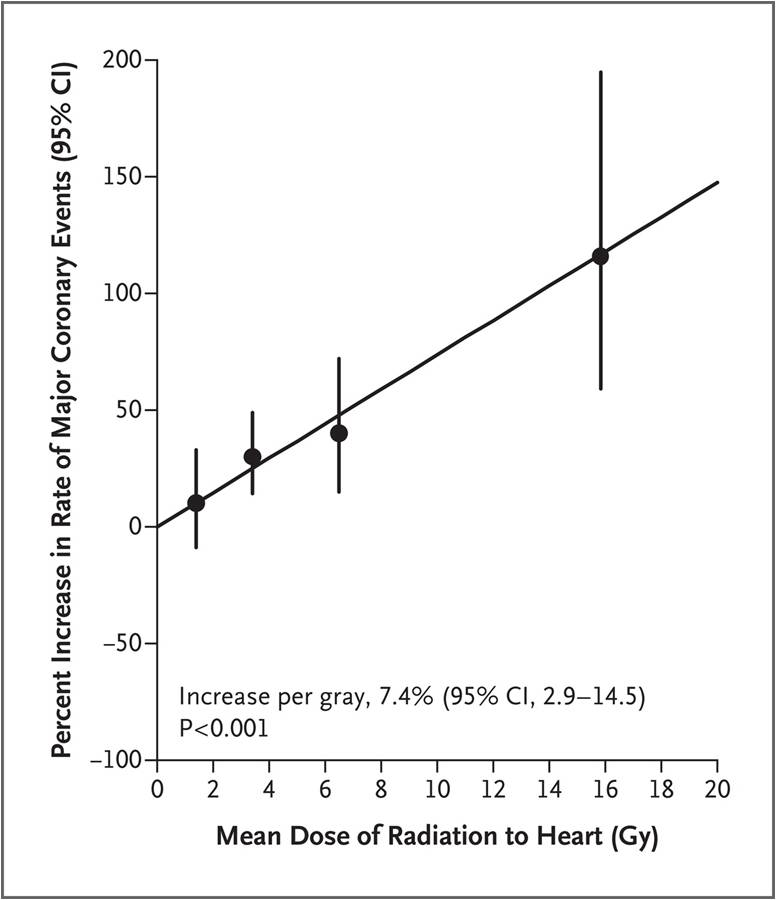 Percent Increase in Rate of Major Coronary Events (95% CI)
200
150
100
50
0
–50
–100
Increase per gray, 7.4% (95% CI, 2.9–14.5)
P<0.001
0 2 4 6 8 10 12 14 16 18 20
Mean Dose of Radiation to Heart (Gy)